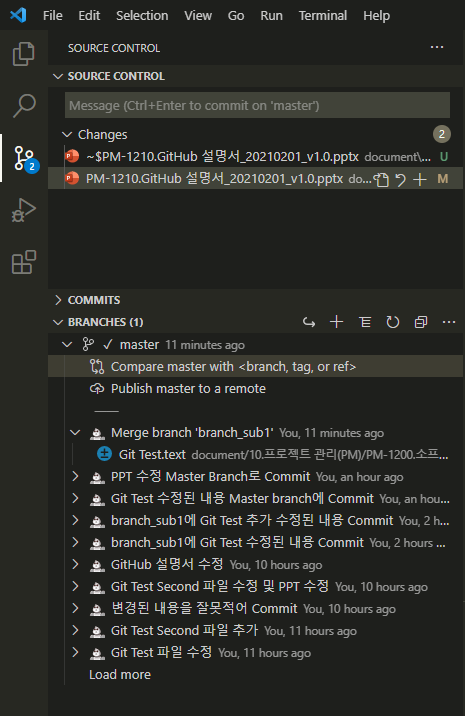 File Edit Selection View Go Run Terminal Help
SOURCE CONTROL ...
SOURCE CONTROL
Message (Ctrl+Enter to commit on 'master')
Changes 2
~$PM-1210.GitHub 설명서_20210201_v1.0.pptx document\... U
PM-1210.GitHub 설명서_20210201_v1.0.pptx do... M
2
COMMITS
BRANCHES (1) ...
master 11 minutes ago
Compare master with <branch, tag, or ref>
Publish master to a remote
Merge branch 'branch_sub1' You, 11 minutes ago
Git Test.text document/10.프로젝트 관리(PM)/PM-1200.소프...
PPT 수정 Master Branch로 Commit You, an hour ago
Git Test 수정된 내용 Master branch에 Commit You, an hou...
branch_sub1에 Git Test 추가 수정된 내용 Commit You, 2 h...
branch_sub1에 Git Test 수정된 내용 Commit You, 2 hours ...
GitHub 설명서 수정 You, 10 hours ago
Git Test Second 파일 수정 및 PPT 수정 You, 10 hours ago
변경된 내용을 잘못적어 Commit You, 10 hours ago
Git Test Second 파일 추가 You, 11 hours ago
Git Test 파일 수정 You, 11 hours ago
Load more